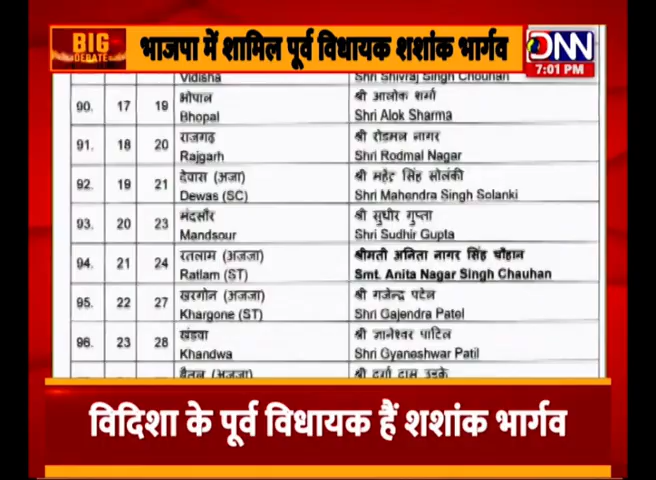 BIG
DEBATE
भाजपा में शामिल पूर्व विधायक शशांक भार्गव
DNN
7:01 PM
Vidisha Shri Shivraj Singh Chouhan
90. 17 19 भोपाल श्री आलोक शर्मा
Bhopal Shri Alok Sharma
91. 18 20 राजगढ़ श्री रोडमल नागर
Rajgarh Shri Rodmal Nagar
92. 19 21 देवास (अजा) श्री महेंद्र सिंह सोलंकी
Dewas (SC) Shri Mahendra Singh Solanki
93. 20 23 मंदसौर श्री सुधीर गुप्ता
Mandsour Shri Sudhir Gupta
94. 21 24 रतलाम (अजजा) श्रीमती अनिता नागर सिंह चौहान
Ratlam (ST) Smt. Anita Nagar Singh Chauhan
95. 22 27 खरगोन (अजजा) श्री गजेन्द्र पटेल
Khargone (ST) Shri Gajendra Patel
96. 23 28 खंडवा श्री ज्ञानेश्वर पाटिल
Khandwa Shri Gyaneshwar Patil
बैतूल (अजजा) श्री दुर्गा दास उइके
विदिशा के पूर्व विधायक हैं शशांक भार्गव